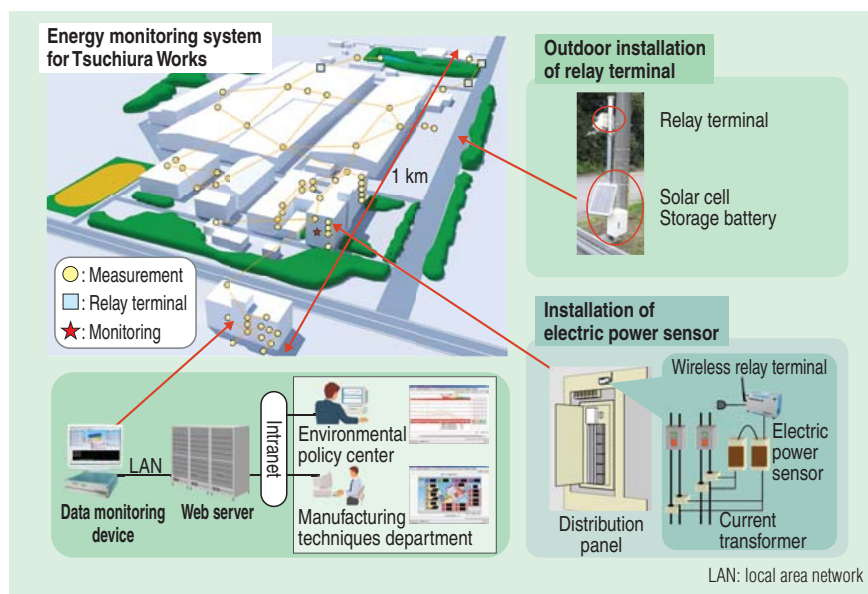 Energy monitoring system
for Tsuchiura Works
1 km
: Measurement
: Relay terminal
: Monitoring
Outdoor installation
of relay terminal
Relay terminal
Solar cell
Storage battery
Installation of
electric power sensor
Wireless relay terminal
Electric
power
sensor
Distribution
panel
Current
transformer
LAN
Data monitoring
device
Web server
Intranet
Environmental
policy center
Manufacturing
techniques department
LAN: local area network